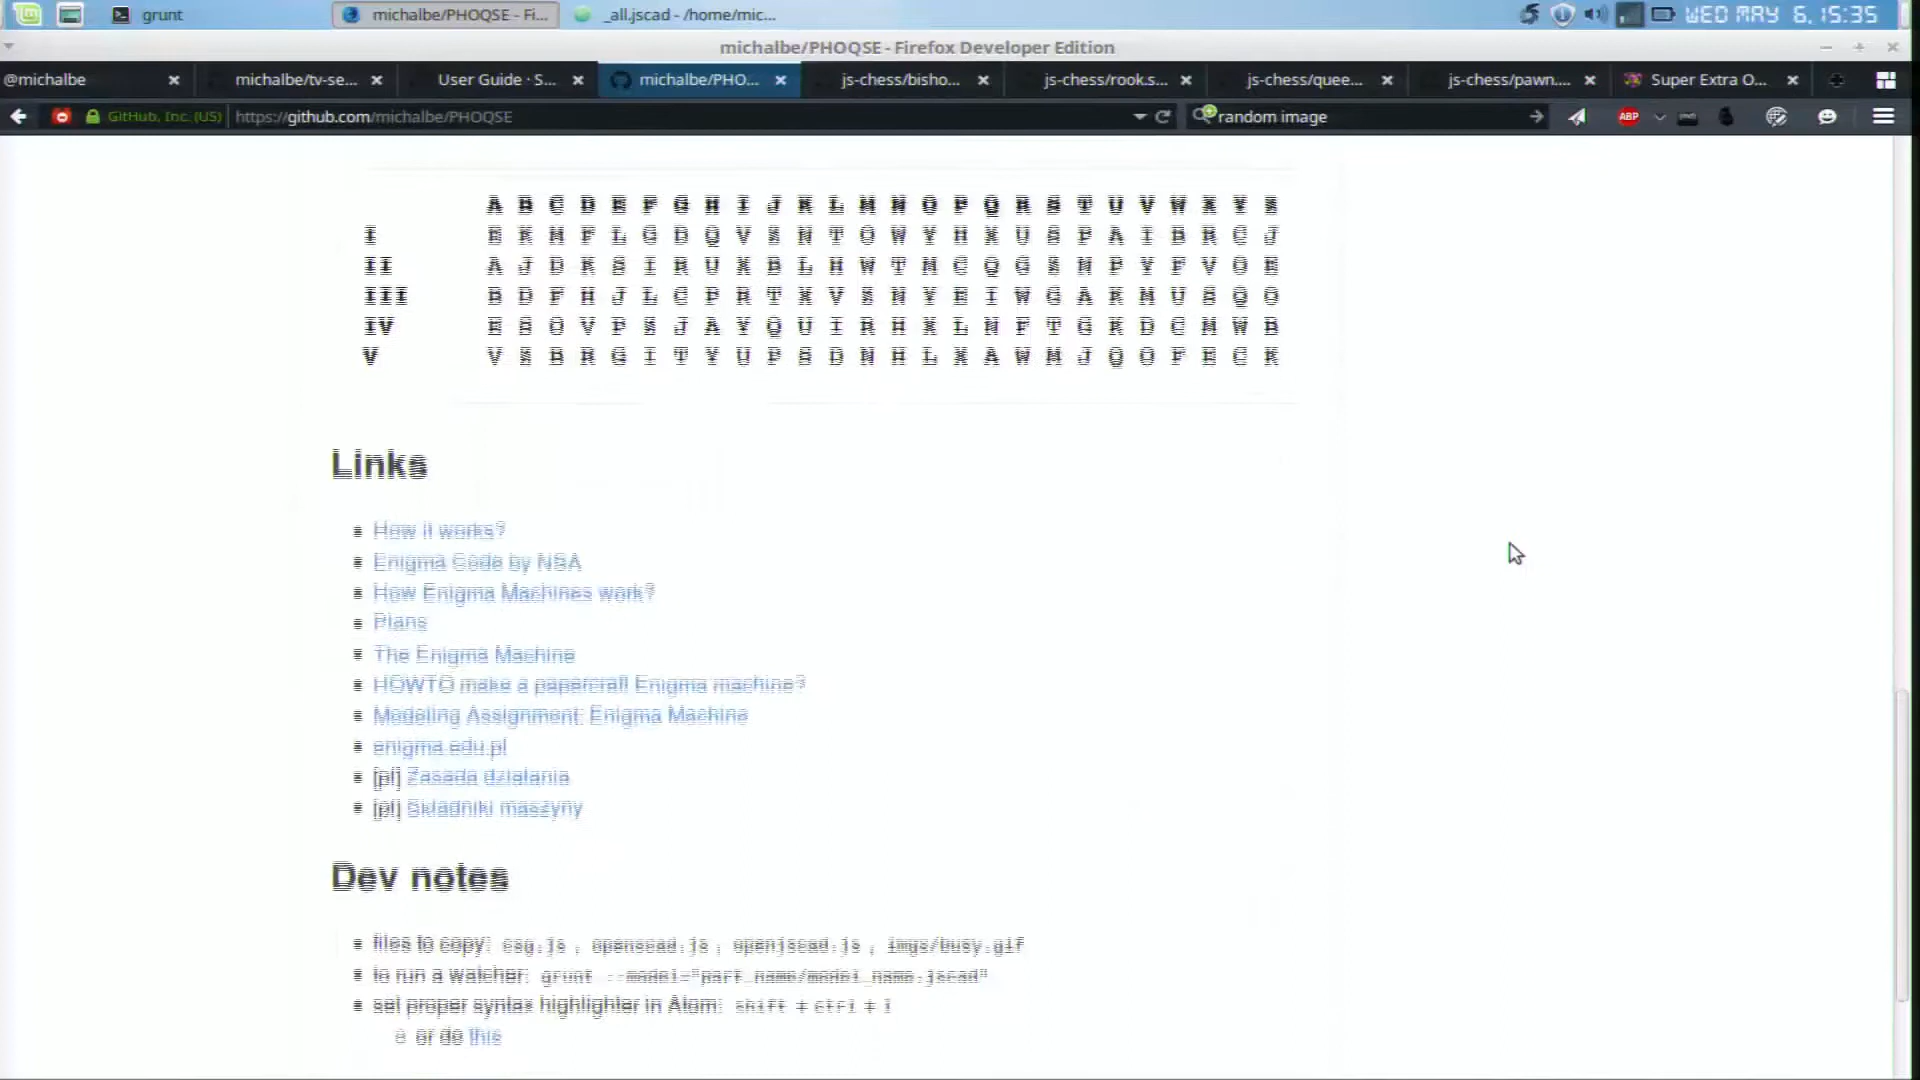 grunt michalbe/PHOQSE - Fi... _all.jscad - /home/mic... WED MAY 6, 15:35
michalbe/PHOQSE - Firefox Developer Edition
@michalbe michalbe/tv-se... User Guide · S... michalbe/PHO... js-chess/bisho... js-chess/rook.s... js-chess/quee... js-chess/pawn.... Super Extra O...
GitHub, Inc. (US) https://github.com/michalbe/PHOQSE random image ABP
A B C D E F G H I J K L M N O P Q R S T U V W X Y Z
I E K M F L G D Q V Z N T O W Y H X U S P A I B R C J
II A J D K S I R U X B L H W T M C Q G Z N P Y F V O E
III B D F H J L C P R T X V Z N Y E I W G A K M U S Q O
IV E S O V P Z J A Y Q U I R H X L N F T G K D C M W B
V V Z B R G I T Y U P S D N H L X A W M J Q O F E C K
Links
How it works?
Enigma Code by NSA
How Enigma Machines work?
Plans
The Enigma Machine
HOWTO make a papercraft Enigma machine?
Modeling Assignment: Enigma Machine
enigma.edu.pl
[pl] Zasada działania
[pl] Składniki maszyny
Dev notes
files to copy: csg.js , openscad.js , openjscad.js , imgs/busy.gif
to run a watcher: grunt --model="part_name/model_name.jscad"
set proper syntax highlighter in Atom: shift + ctrl + l
or do this